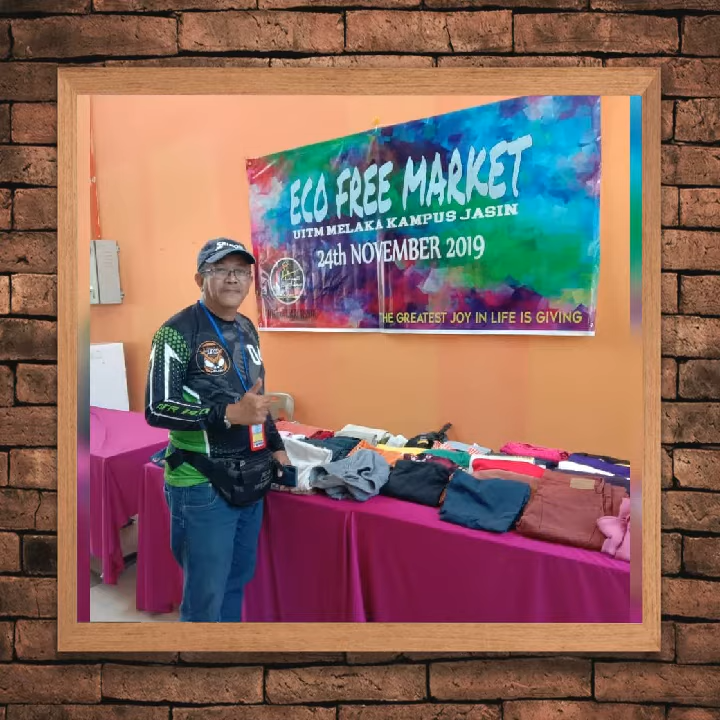 ECO FREE MARKET
UITM MELAKA KAMPUS JASIN
24th NOVEMBER 2019
THE GREATEST JOY IN LIFE IS GIVING